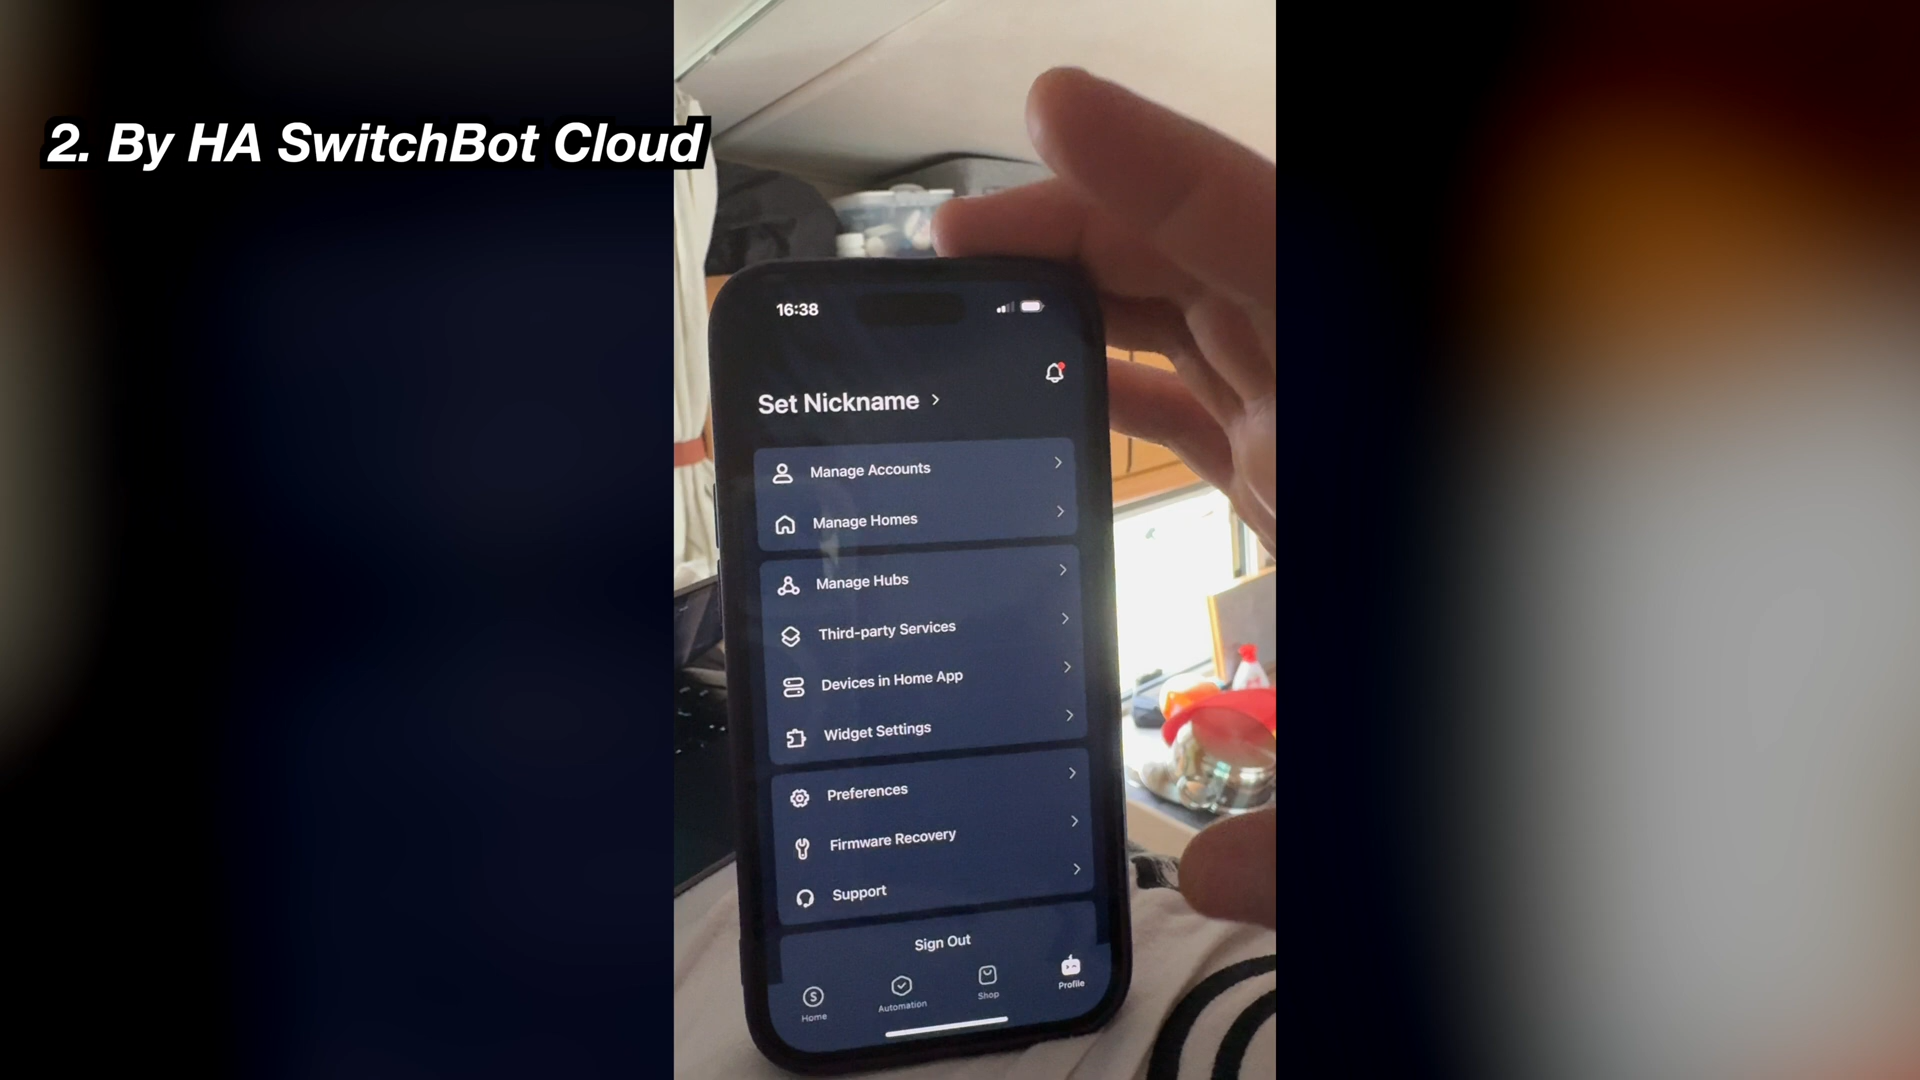 2. By HA SwitchBot Cloud
16:38
Set Nickname
Manage Accounts
Manage Homes
Manage Hubs
Third-party Services
Devices in Home App
Widget Settings
Preferences
Firmware Recovery
Support
Sign Out
Home
Automation
Shop
Profile